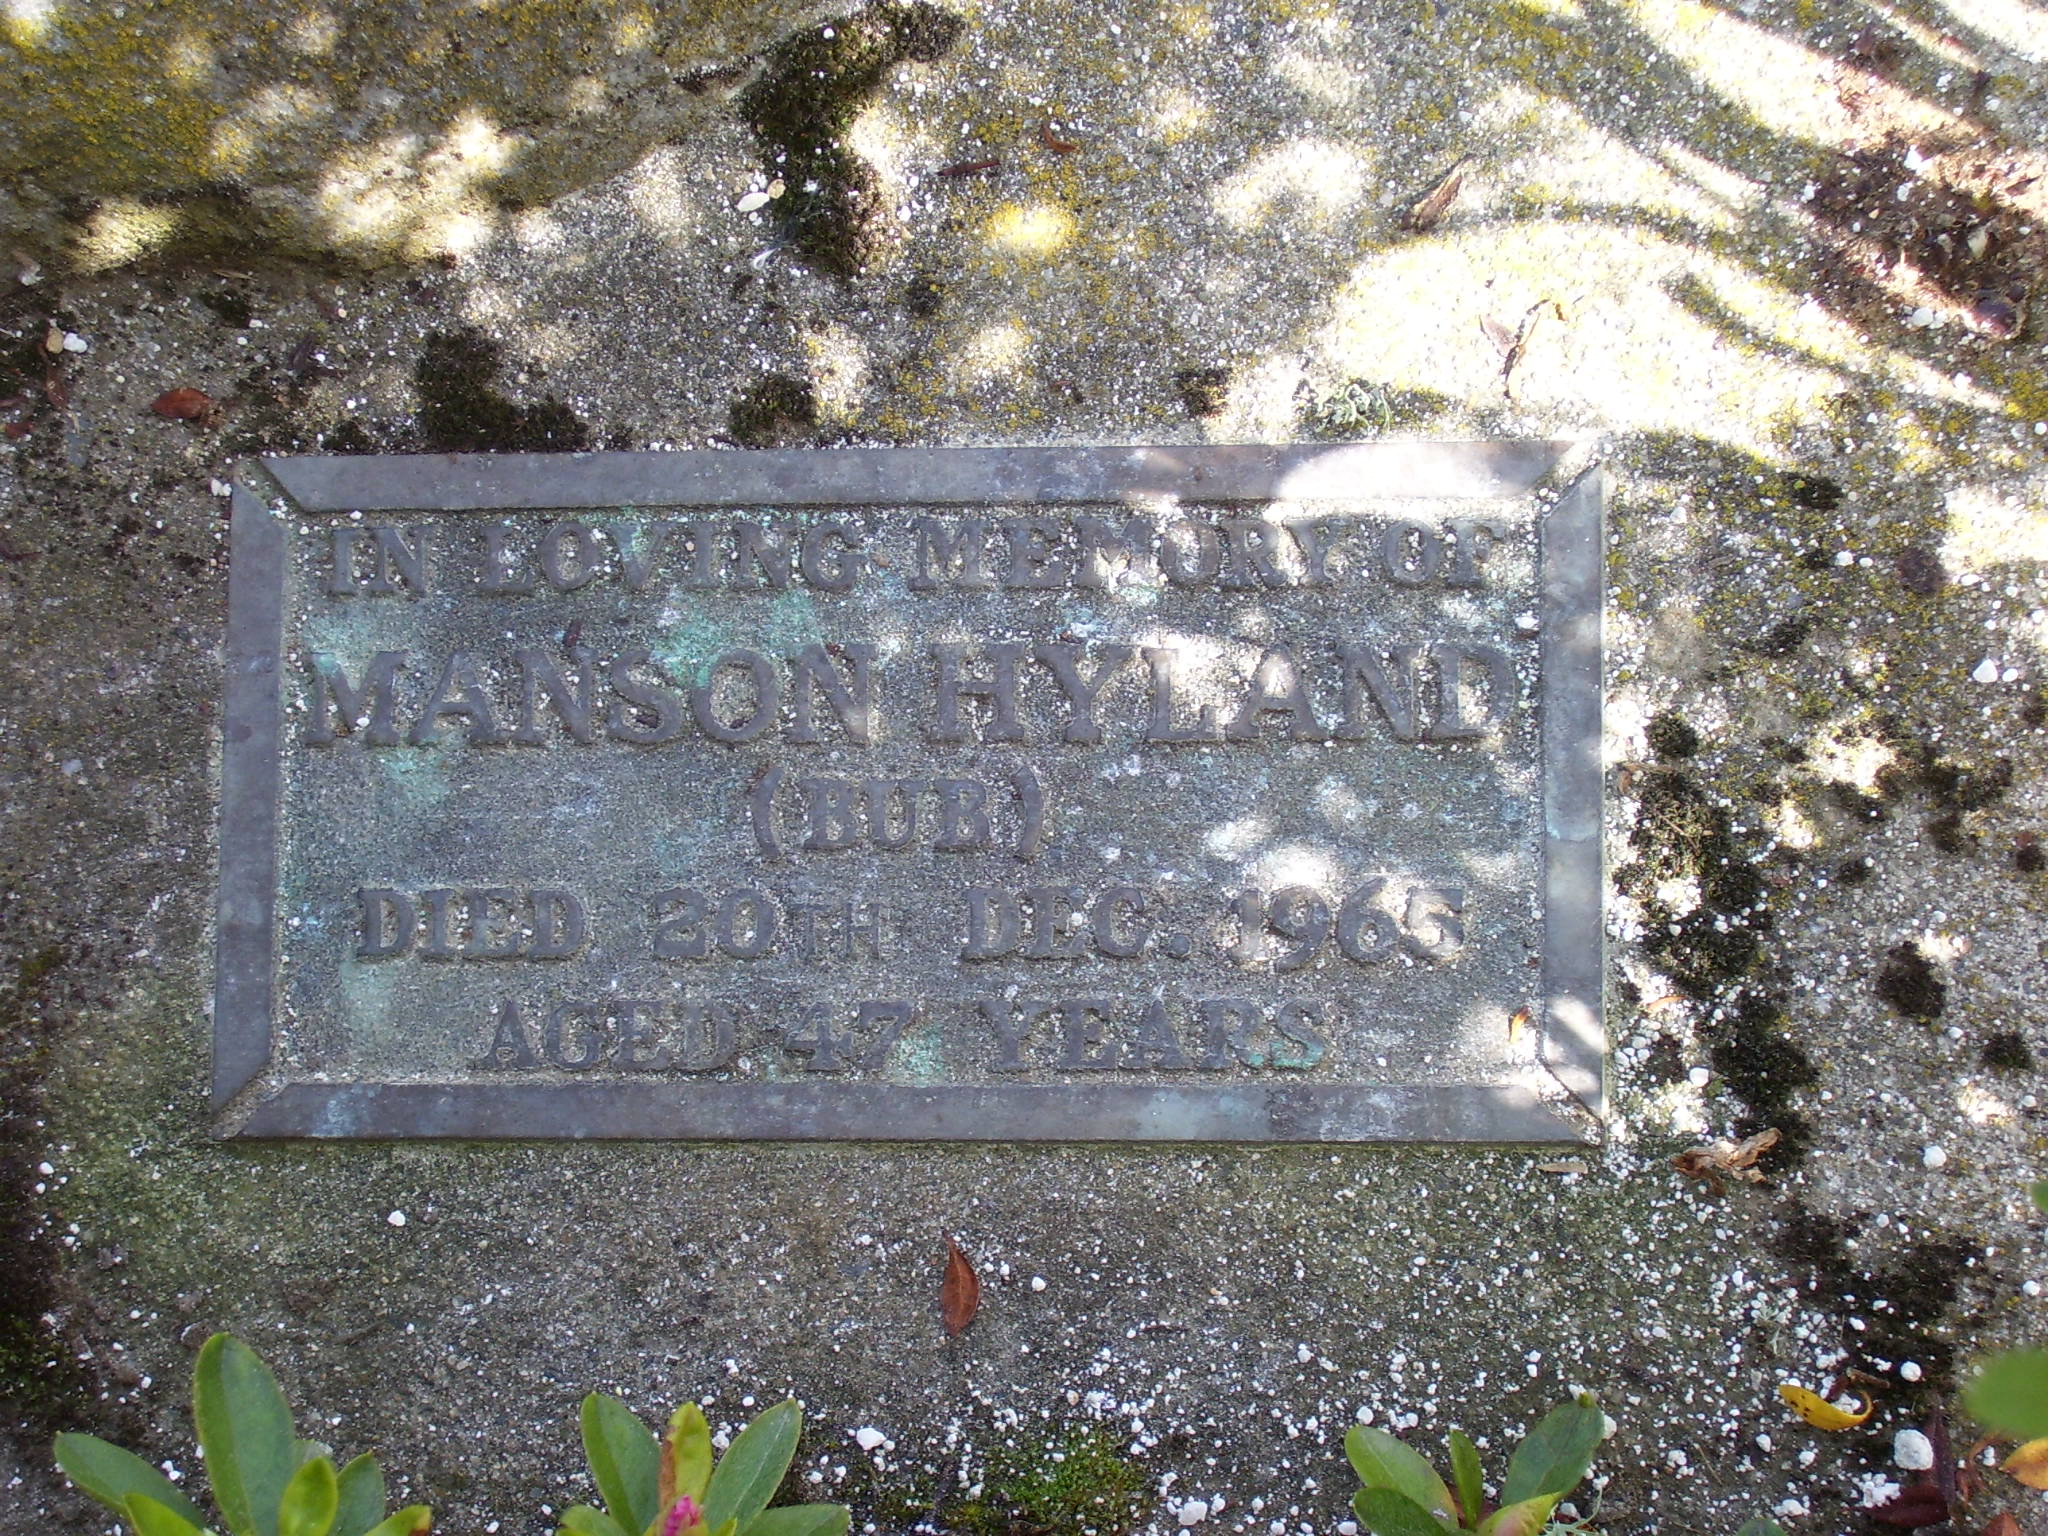 IN LOVING MEMORY OF
MANSON HYLAND
(BUB)
DIED 20TH DEC. 1965
AGED 47 YEARS